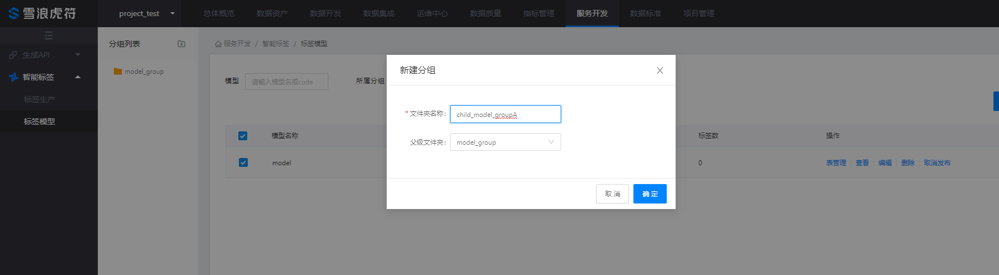 雪浪虎符
project_test
总体概览
数据资产
数据开发
数据集成
运维中心
数据质量
指标管理
服务开发
数据标准
项目管理
生成API
智能标签
标签生产
标签模型
分组列表
model_group
服务开发 / 智能标签 / 标签模型
模型 请输入模型名或code 所属分组
模型名称 标签数 操作
model 0 表管理 查看 编辑 删除 取消发布
新建分组
* 文件夹名称: child_model_groupA
父级文件夹: model_group
取消 确定